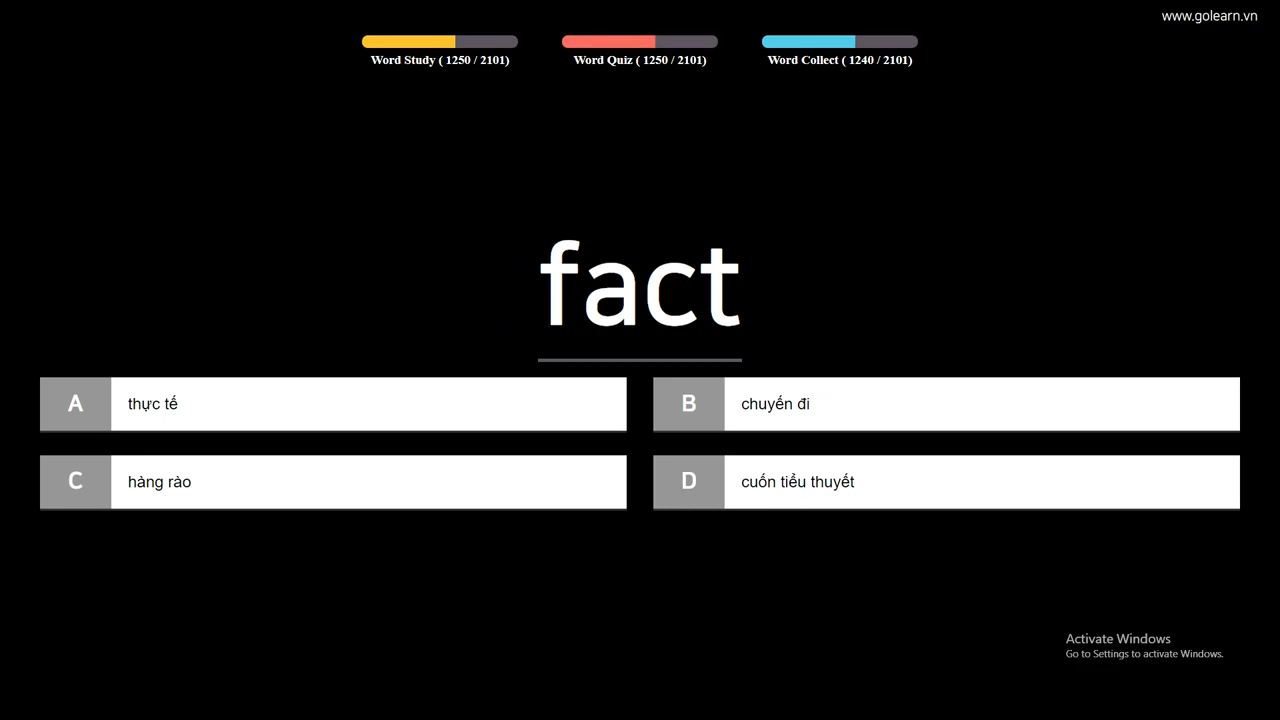 www.golearn.vn
Word Study ( 1250 / 2101)
Word Quiz ( 1250 / 2101)
Word Collect ( 1240 / 2101)
fact
A thực tế
B chuyến đi
C hàng rào
D cuốn tiểu thuyết
Activate Windows
Go to Settings to activate Windows.